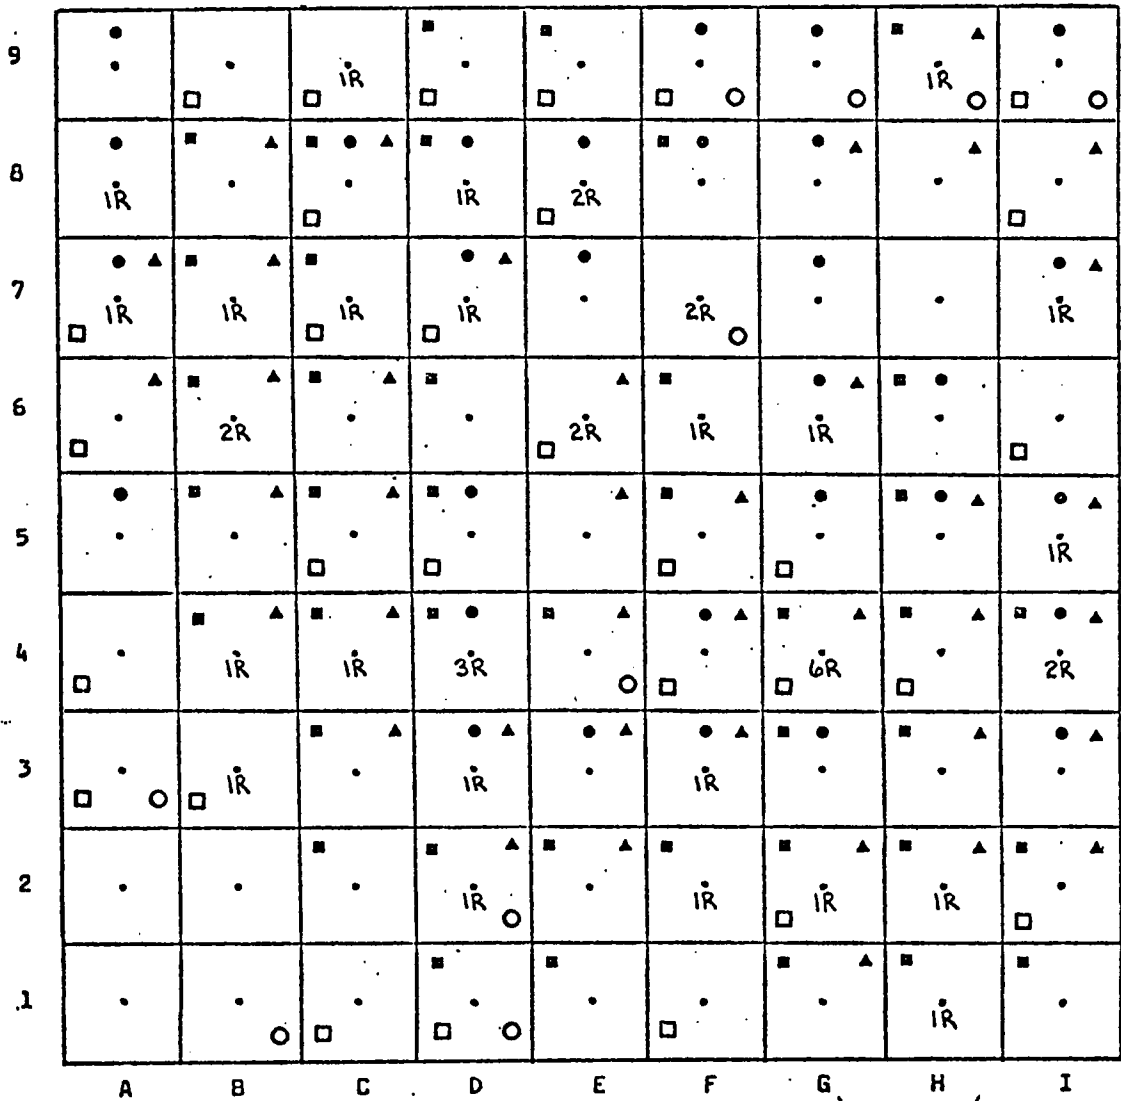 9 1R 1R
8 1R 1R 2R
7 1R 1R 1R 1R 2R 1R
6 2R 2R 1R 1R
5 1R
4 1R 1R 3R 6R 2R
3 1R 1R 1R
2 1R 1R 1R 1R
1 1R
A B C D E F G H I